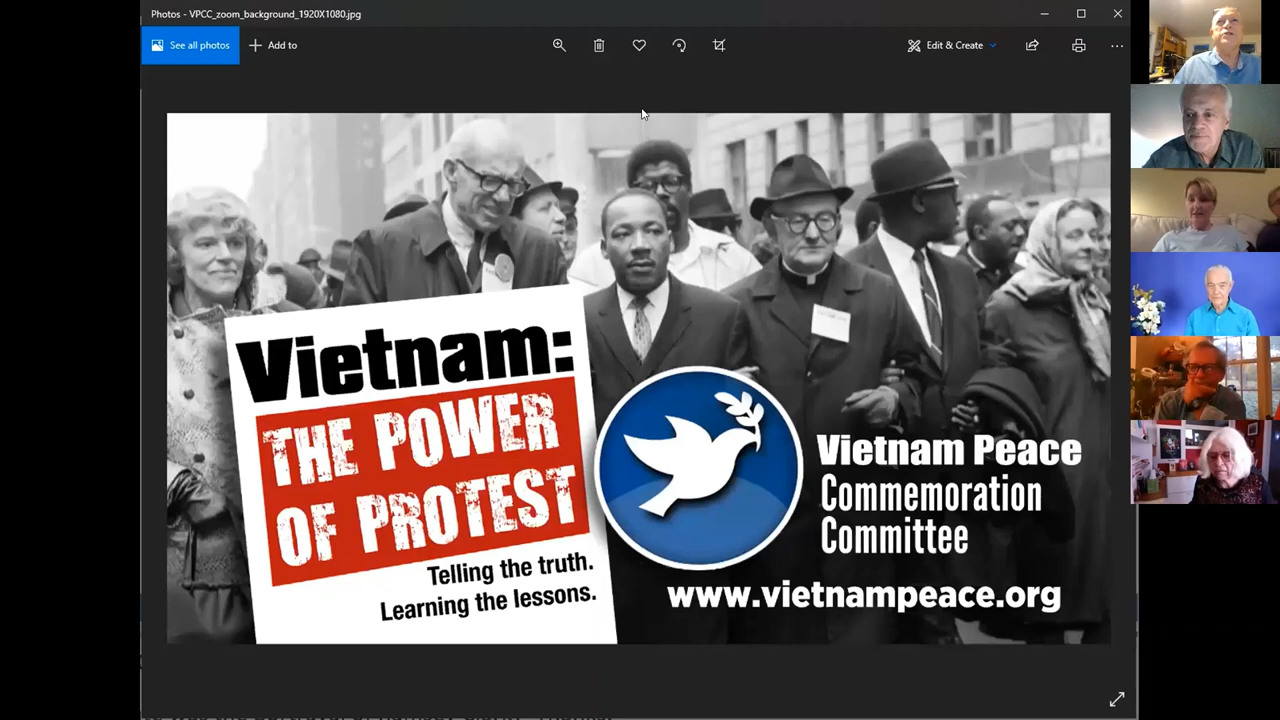 Photos - VPCC_zoom_background_1920X1080.jpg
See all photos
Add to
Edit & Create
Vietnam:
THE POWER
OF PROTEST
Telling the truth.
Learning the lessons.
Vietnam Peace
Commemoration
Committee
www.vietnampeace.org